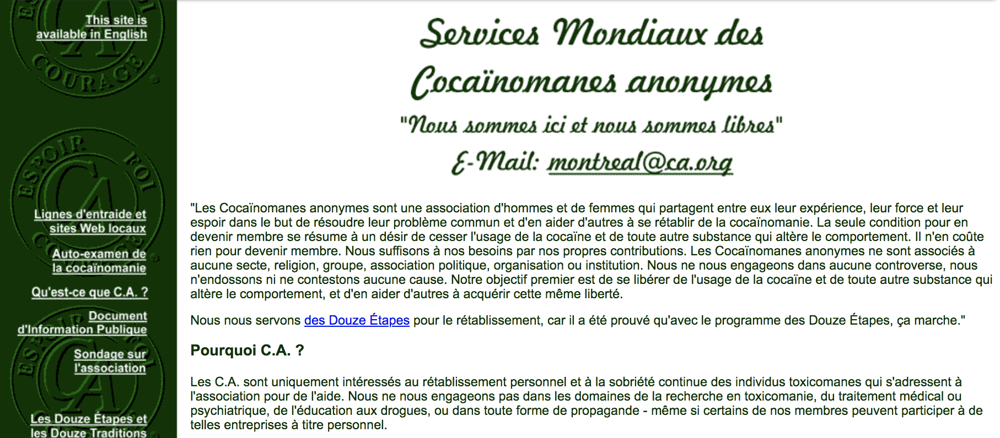 This site is
available in English
COURAGE
ESPOIR FOI
Lignes d'entraide et
sites Web locaux
Auto-examen de
la cocaïnomanie
Qu'est-ce que C.A. ?
Document
d'Information Publique
Sondage sur
l'association
Les Douze Étapes et
les Douze Traditions
Services Mondiaux des
Cocaïnomanes anonymes
"Nous sommes ici et nous sommes libres"
E-Mail: montreal@ca.org
"Les Cocaïnomanes anonymes sont une association d'hommes et de femmes qui partagent entre eux leur expérience, leur force et leur
espoir dans le but de résoudre leur problème commun et d'en aider d'autres à se rétablir de la cocaïnomanie. La seule condition pour en
devenir membre se résume à un désir de cesser l'usage de la cocaïne et de toute autre substance qui altère le comportement. Il n'en coûte
rien pour devenir membre. Nous suffisons à nos besoins par nos propres contributions. Les Cocaïnomanes anonymes ne sont associés à
aucune secte, religion, groupe, association politique, organisation ou institution. Nous ne nous engageons dans aucune controverse, nous
n'endossons ni ne contestons aucune cause. Notre objectif premier est de se libérer de l'usage de la cocaïne et de toute autre substance qui
altère le comportement, et d'en aider d'autres à acquérir cette même liberté.
Nous nous servons des Douze Étapes pour le rétablissement, car il a été prouvé qu'avec le programme des Douze Étapes, ça marche."
Pourquoi C.A. ?
Les C.A. sont uniquement intéressés au rétablissement personnel et à la sobriété continue des individus toxicomanes qui s'adressent à
l'association pour de l'aide. Nous ne nous engageons pas dans les domaines de la recherche en toxicomanie, du traitement médical ou
psychiatrique, de l'éducation aux drogues, ou dans toute forme de propagande - même si certains de nos membres peuvent participer à de
telles entreprises à titre personnel.